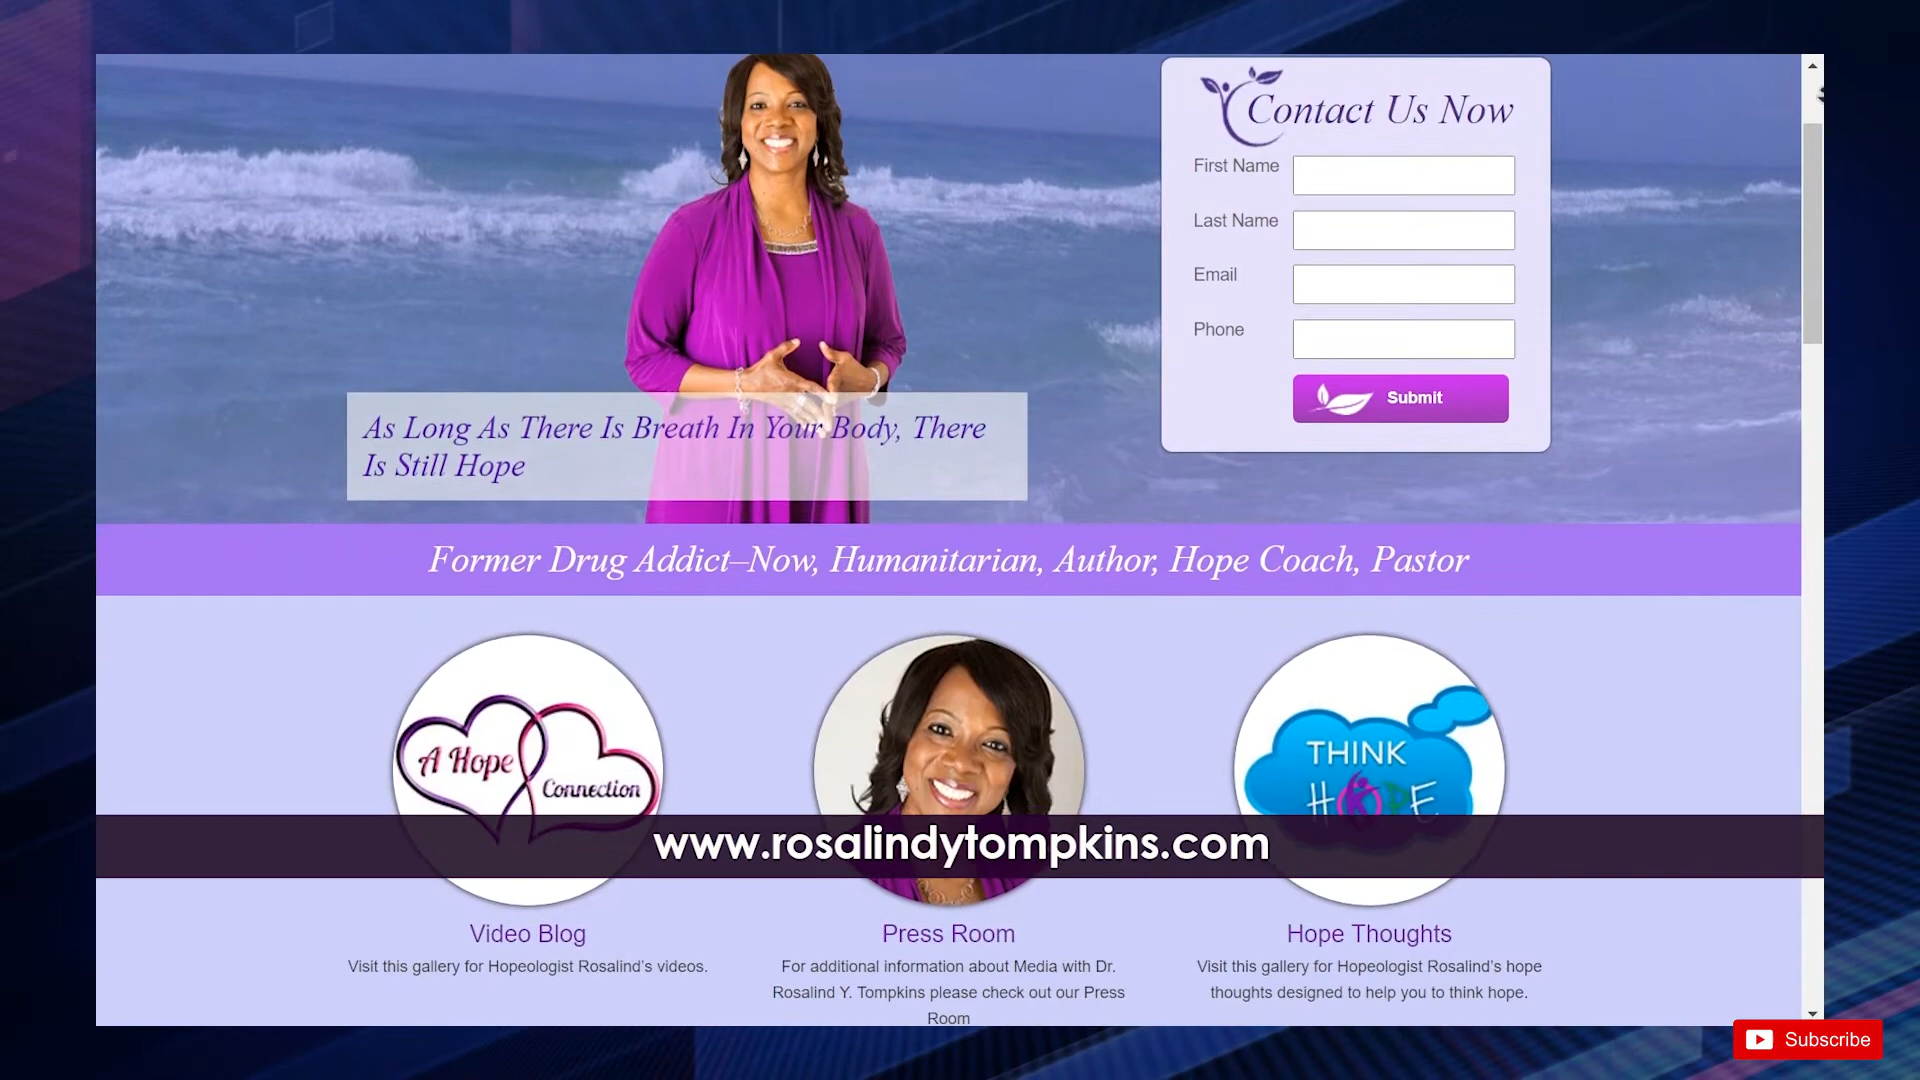 Contact Us Now
First Name
Last Name
Email
Phone
Submit
As Long As There Is Breath In Your Body, There
Is Still Hope
Former Drug Addict–Now, Humanitarian, Author, Hope Coach, Pastor
A Hope
Connection
THINK
HOPE
www.rosalindytompkins.com
Video Blog
Visit this gallery for Hopeologist Rosalind's videos.
Press Room
For additional information about Media with Dr.
Rosalind Y. Tompkins please check out our Press
Room
Hope Thoughts
Visit this gallery for Hopeologist Rosalind's hope
thoughts designed to help you to think hope.
Subscribe